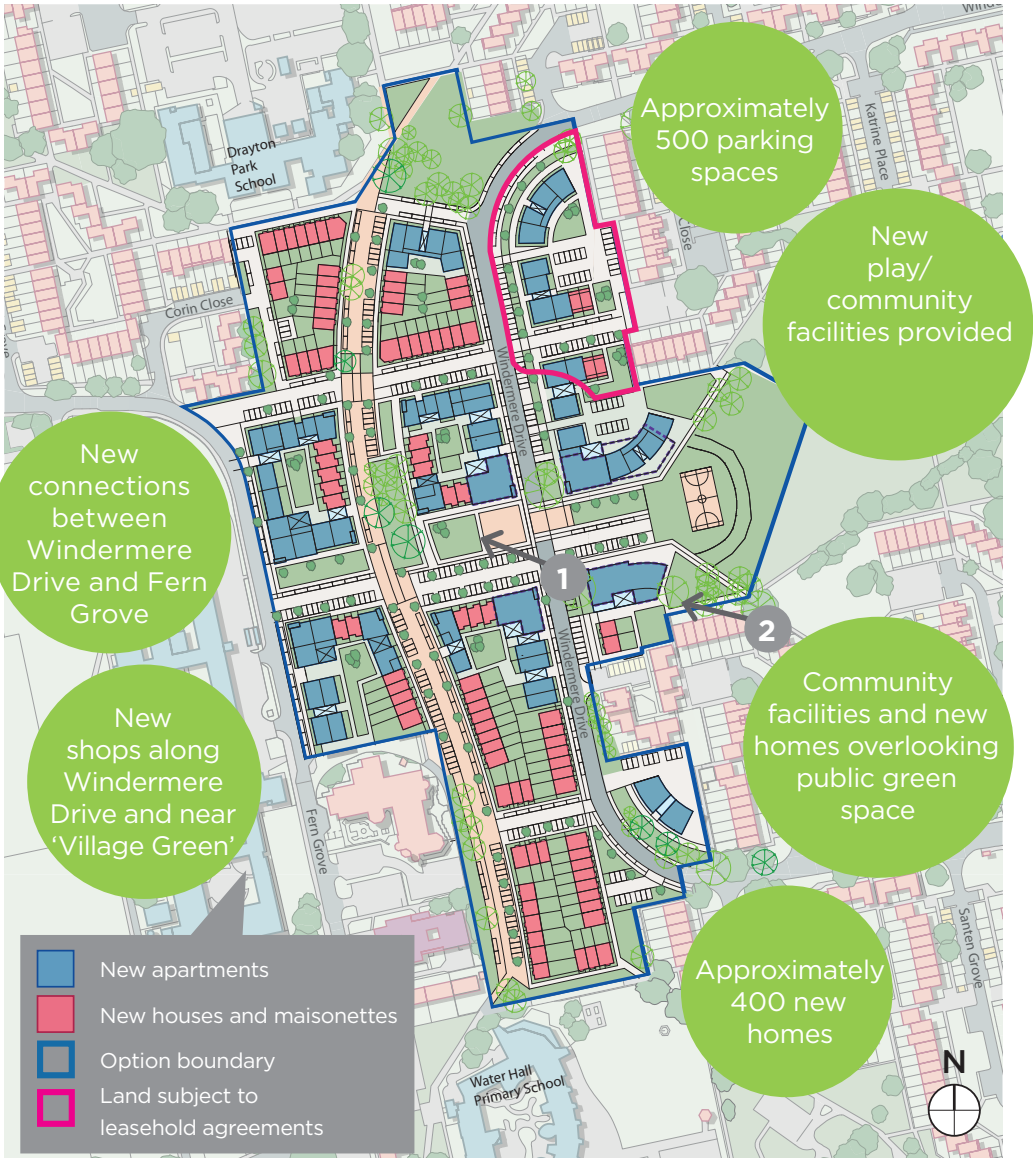 Drayton
Park
School
Corin Close
Katrine Place
Close
Windermere Drive
Windermere Drive
Fern Grove
Santen Grove
Water Hall
Primary School
Approximately
500 parking
spaces
New
play/
community
facilities provided
New
connections
between
Windermere
Drive and Fern
Grove
1
2
New
shops along
Windermere
Drive and near
‘Village Green’
Community
facilities and new
homes overlooking
public green
space
Approximately
400 new
homes
New apartments
New houses and maisonettes
Option boundary
Land subject to
leasehold agreements
N